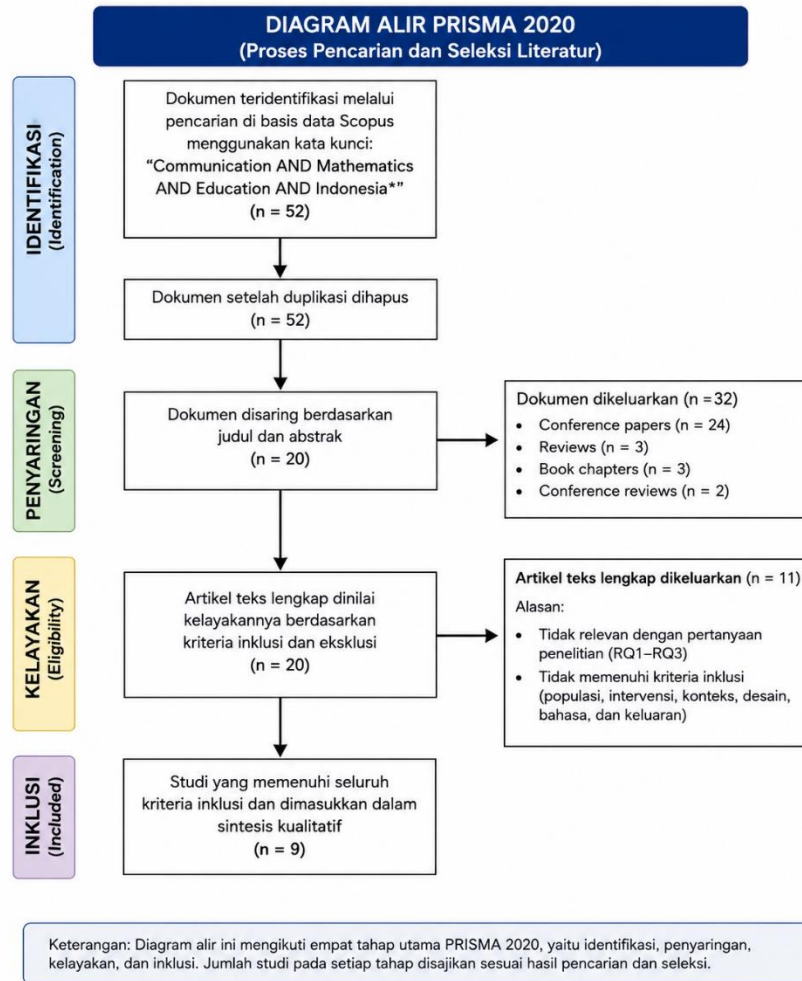 DIAGRAM ALIR PRISMA 2020
(Proses Pencarian dan Seleksi Literatur)
IDENTIFIKASI
(Identification)
Dokumen teridentifikasi melalui
pencarian di basis data Scopus
menggunakan kata kunci:
“Communication AND Mathematics
AND Education AND Indonesia*”
(n = 52)
Dokumen setelah duplikasi dihapus
(n = 52)
PENYARINGAN
(Screening)
Dokumen disaring berdasarkan
judul dan abstrak
(n = 20)
Dokumen dikeluarkan (n = 32)
• Conference papers (n = 24)
• Reviews (n = 3)
• Book chapters (n = 3)
• Conference reviews (n = 2)
KELAYAKAN
(Eligibility)
Artikel teks lengkap dinilai
kelayakannya berdasarkan
kriteria inklusi dan eksklusi
(n = 20)
Artikel teks lengkap dikeluarkan (n = 11)
Alasan:
• Tidak relevan dengan pertanyaan
penelitian (RQ1–RQ3)
• Tidak memenuhi kriteria inklusi
(populasi, intervensi, konteks, desain,
bahasa, dan keluaran)
INKLUSI
(Included)
Studi yang memenuhi seluruh
kriteria inklusi dan dimasukkan dalam
sintesis kualitatif
(n = 9)
Keterangan: Diagram alir ini mengikuti empat tahap utama PRISMA 2020, yaitu identifikasi, penyaringan,
kelayakan, dan inklusi. Jumlah studi pada setiap tahap disajikan sesuai hasil pencarian dan seleksi.